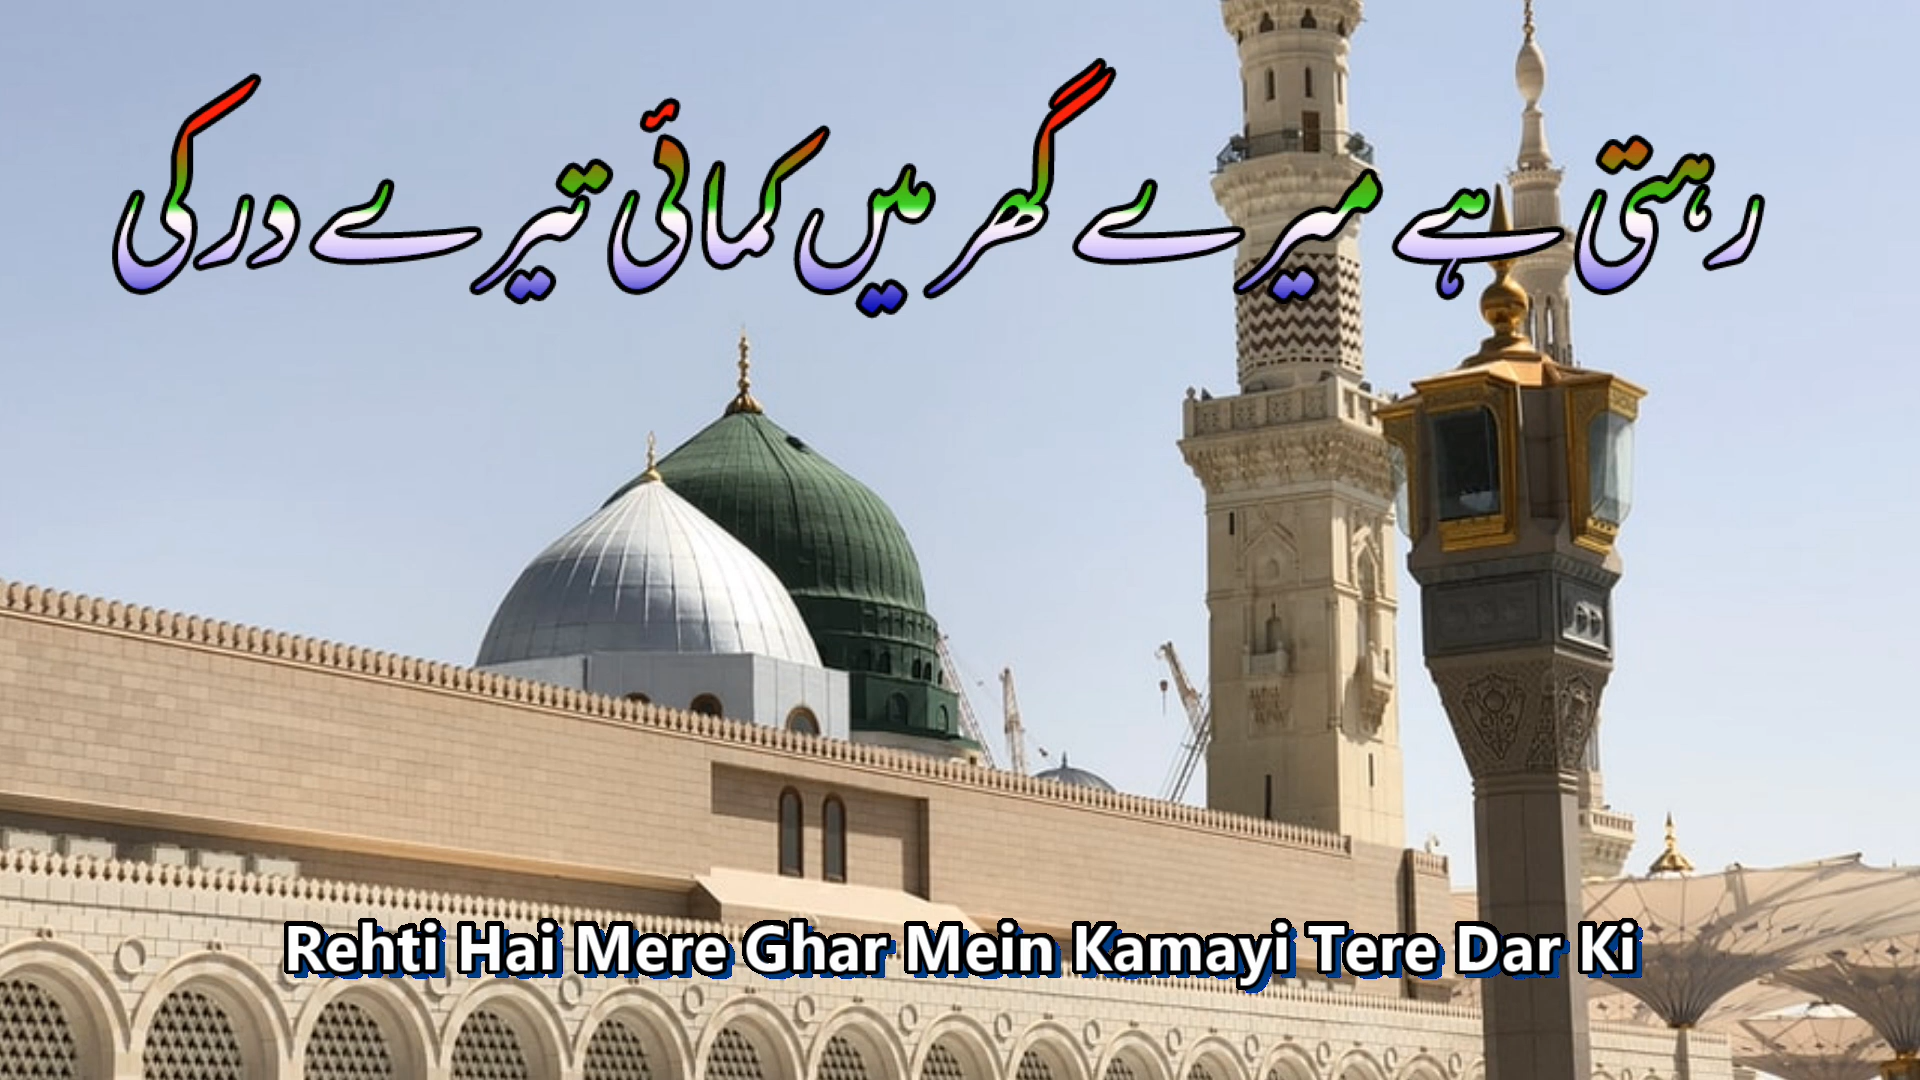 رہتی ہے میرے گھر میں کمائی تیرے در کی
Rehti Hai Mere Ghar Mein Kamayi Tere Dar Ki